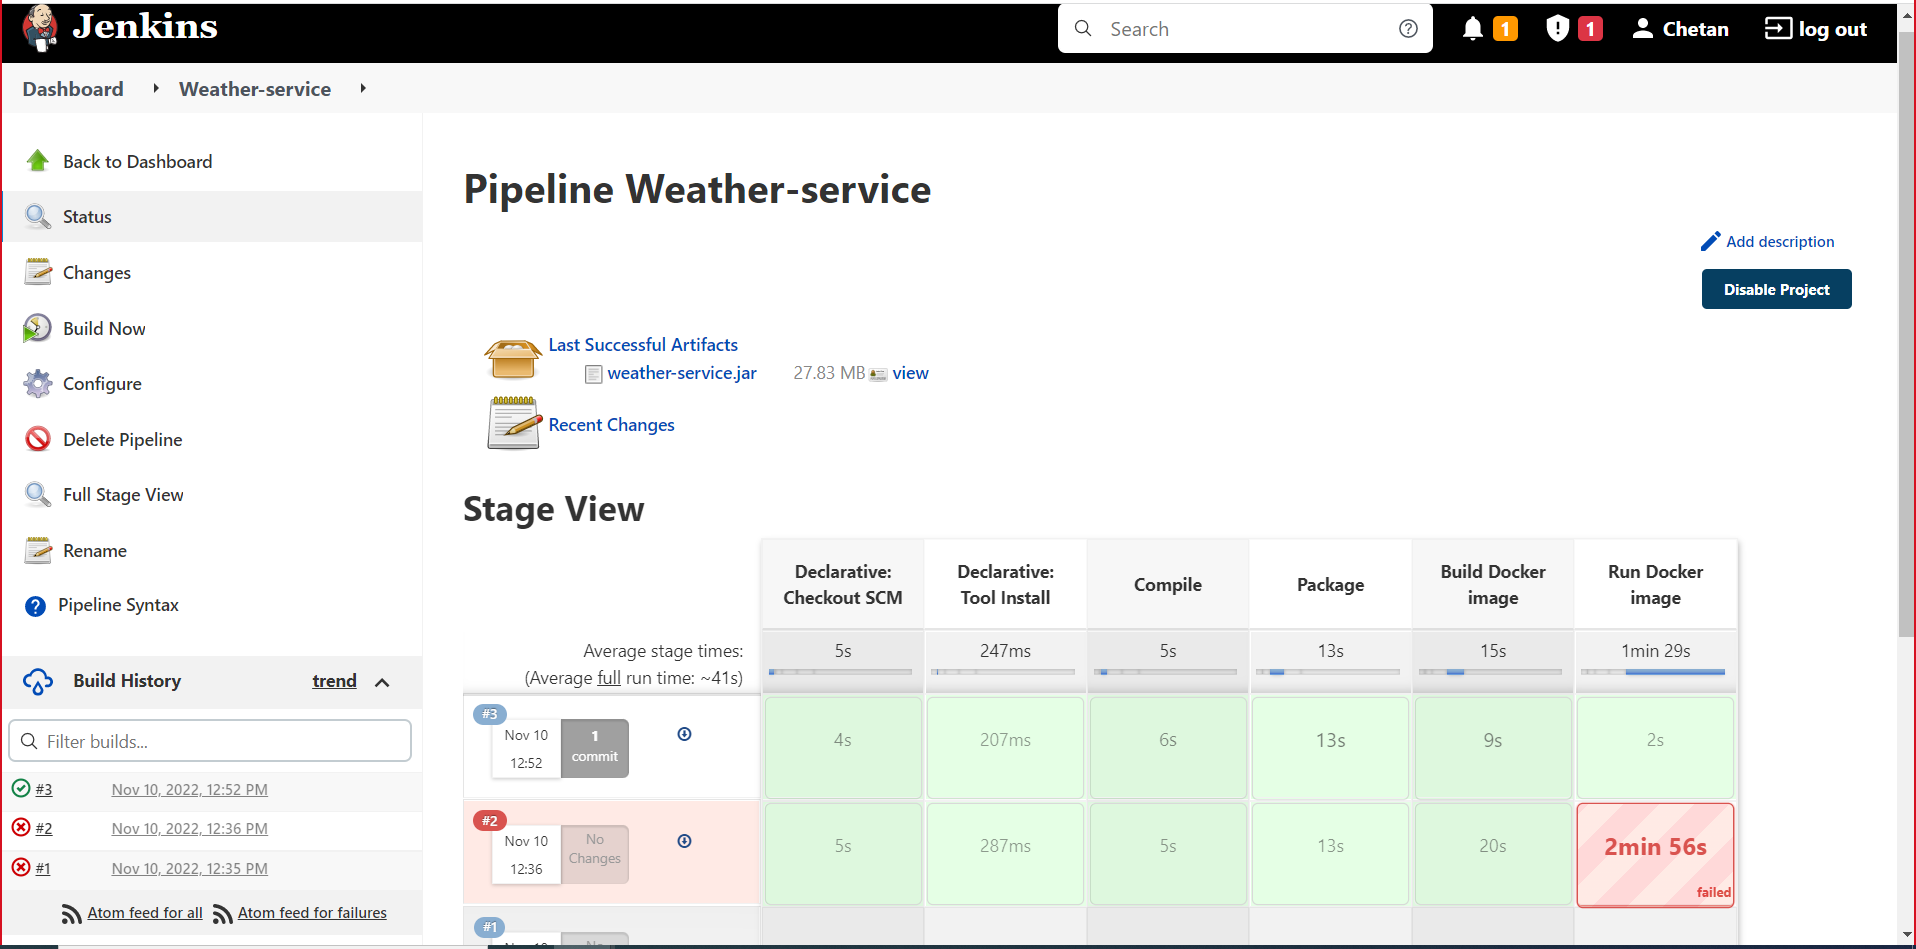 Jenkins
Search
1
1
Chetan
log out
Dashboard
Weather-service
Back to Dashboard
Status
Changes
Build Now
Configure
Delete Pipeline
Full Stage View
Rename
Pipeline Syntax
Build History
trend
Filter builds...
#3 Nov 10, 2022, 12:52 PM
#2 Nov 10, 2022, 12:36 PM
#1 Nov 10, 2022, 12:35 PM
Atom feed for all Atom feed for failures
Pipeline Weather-service
Add description
Disable Project
Last Successful Artifacts
weather-service.jar 27.83 MB view
Recent Changes
Stage View
Declarative: Checkout SCM
Declarative: Tool Install
Compile
Package
Build Docker image
Run Docker image
Average stage times:
(Average full run time: ~41s)
5s 247ms 5s 13s 15s 1min 29s
#3
Nov 10
12:52
1
commit
4s 207ms 6s 13s 9s 2s
#2
Nov 10
12:36
No
Changes
5s 287ms 5s 13s 20s 2min 56s
failed
#1
Nov 10
No